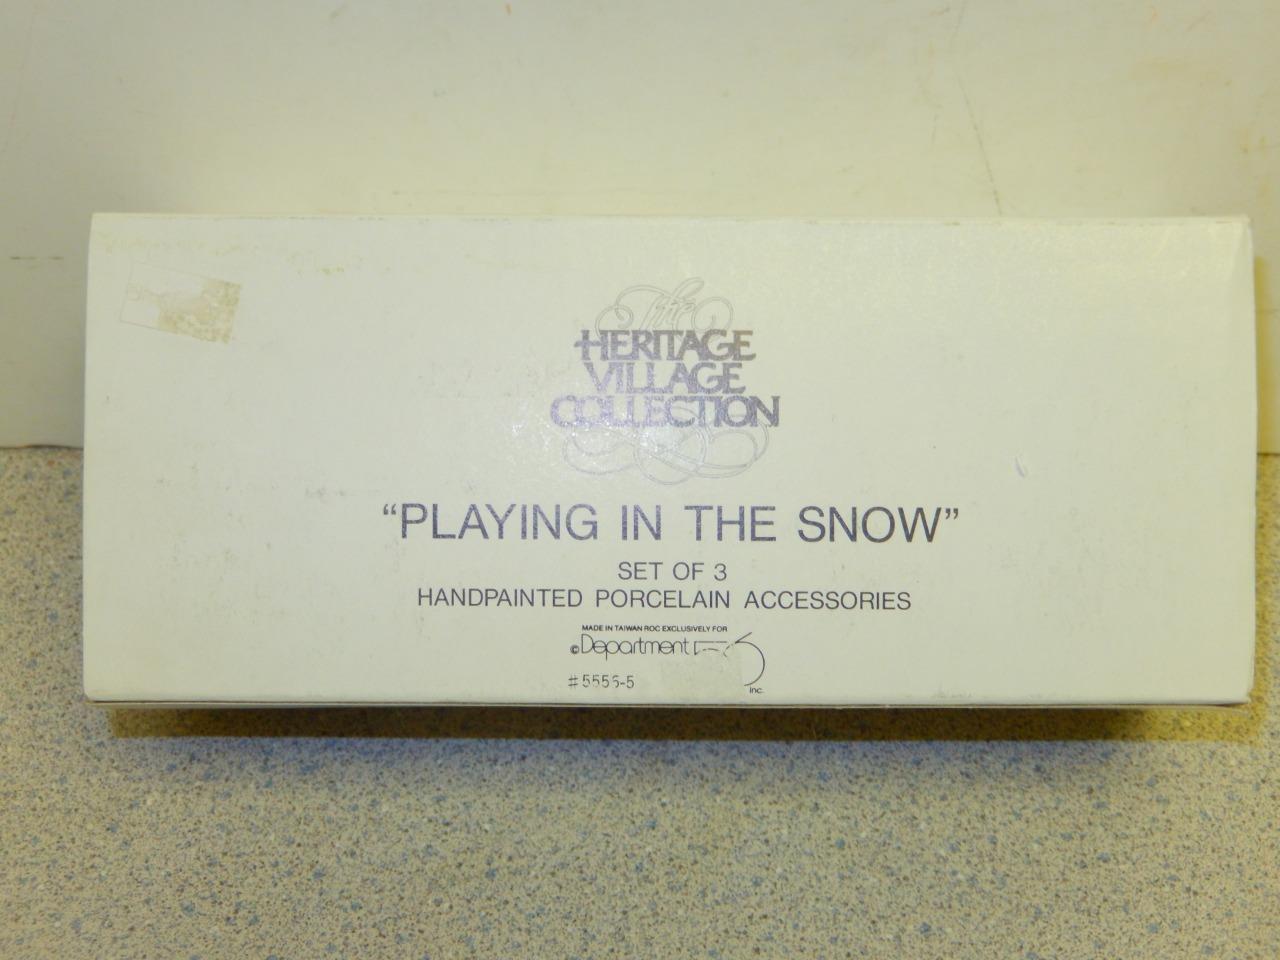 The
HERITAGE
VILLAGE
COLLECTION
“PLAYING IN THE SNOW”
SET OF 3
HANDPAINTED PORCELAIN ACCESSORIES
MADE IN TAIWAN ROC EXCLUSIVELY FOR
©Department 56
#5556-5
inc.